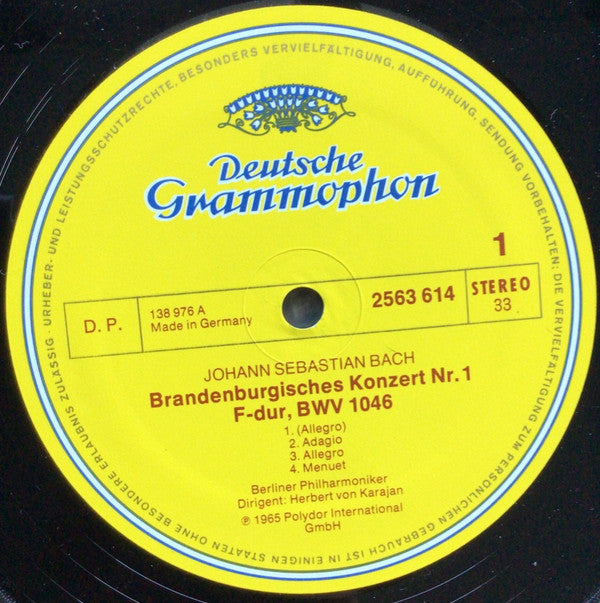 URHEBER- UND LEISTUNGSSCHUTZRECHTE, BESONDERS VERVIELFÄLTIGUNG, AUFFÜHRUNG, SENDUNG VORBEHALTEN; DIE VERVIELFÄLTIGUNG ZUM PERSÖNLICHEN GEBRAUCH IST IN EINIGEN STAATEN OHNE BESONDERE ERLAUBNIS ZULÄSSIG ·
Deutsche
Grammophon
1
D. P.
138 976 A
Made in Germany
2563 614
STEREO
33
JOHANN SEBASTIAN BACH
Brandenburgisches Konzert Nr. 1
F-dur, BWV 1046
1. (Allegro)
2. Adagio
3. Allegro
4. Menuet
Berliner Philharmoniker
Dirigent: Herbert von Karajan
℗ 1965 Polydor International
GmbH